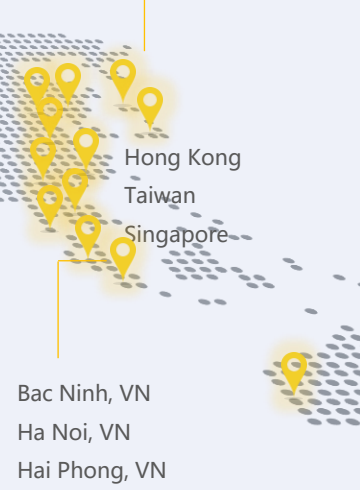 Hong Kong
Taiwan
Singapore
Bac Ninh, VN
Ha Noi, VN
Hai Phong, VN